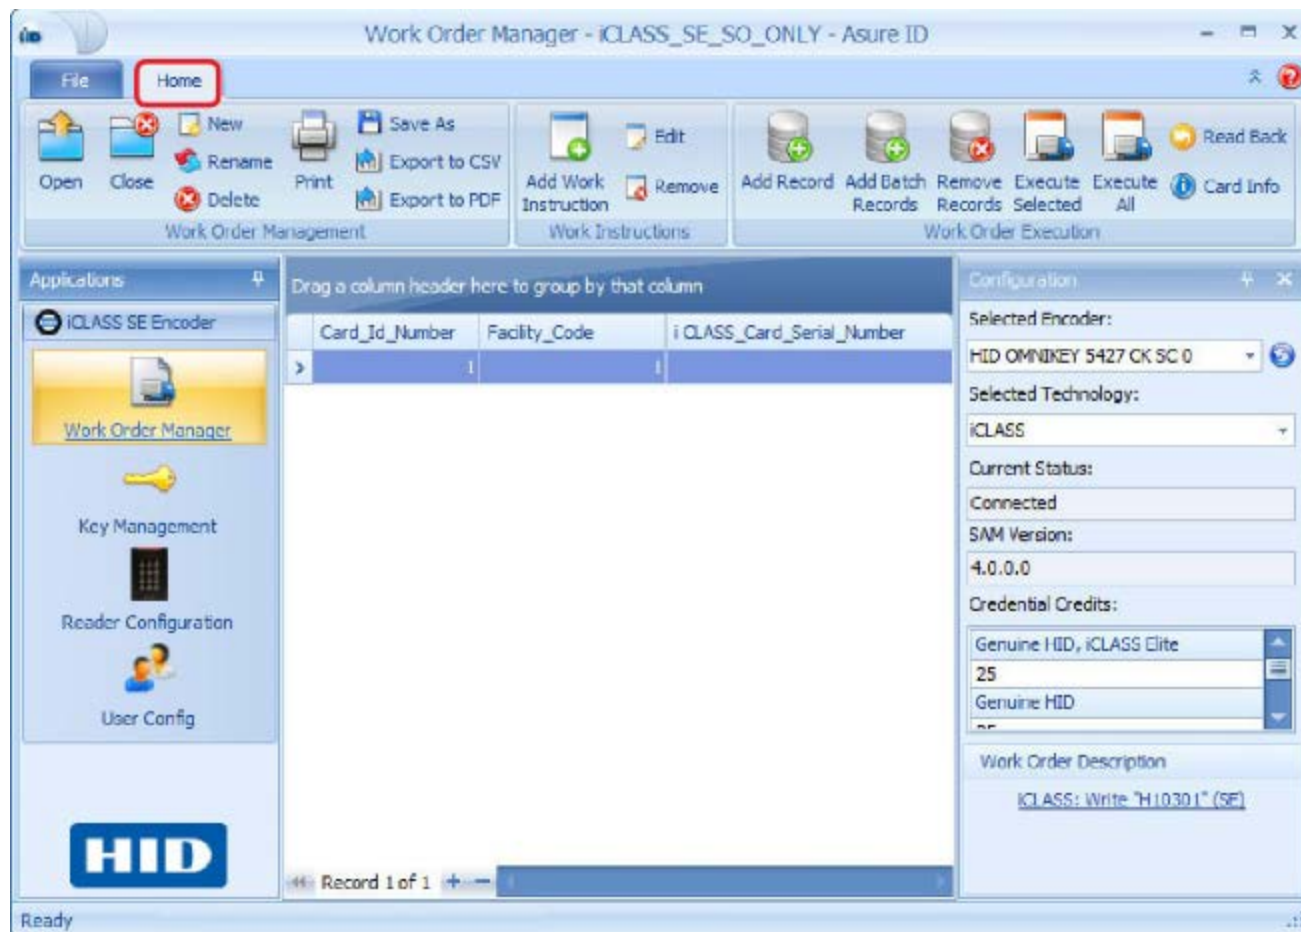 Work Order Manager - iCLASS_SE_SO_ONLY - Asure ID
File Home
Open Close New Rename Delete Print Save As Export to CSV Export to PDF
Work Order Management
Add Work Instruction Edit Remove
Work Instructions
Add Record Add Batch Records Remove Records Execute Selected Execute All Read Back Card Info
Work Order Execution
Applications
iCLASS SE Encoder
Work Order Manager
Key Management
Reader Configuration
User Config
HID
Drag a column header here to group by that column
Card_Id_Number Facility_Code iCLASS_Card_Serial_Number
1 1
Record 1 of 1
Configuration
Selected Encoder:
HID OMNIKEY 5427 CK SC 0
Selected Technology:
iCLASS
Current Status:
Connected
SAM Version:
4.0.0.0
Credential Credits:
Genuine HID, iCLASS Elite
25
Genuine HID
Work Order Description
iCLASS: Write "H10301" (SE)
Ready